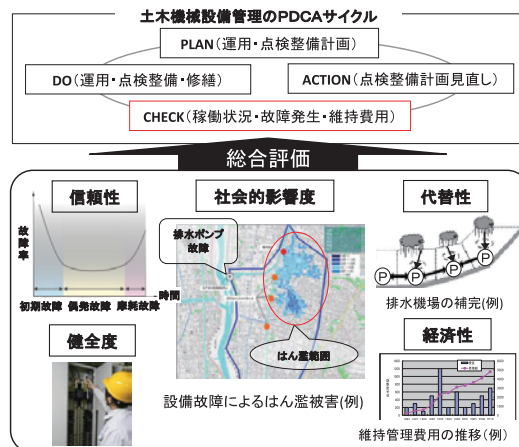 土木機械設備管理のPDCAサイクル
PLAN(運用・点検整備計画)
DO(運用・点検整備・修繕)
ACTION(点検整備計画見直し)
CHECK(稼働状況・故障発生・維持費用)
総合評価
信頼性
社会的影響度
代替性
故障率
排水ポンプ
故障
時間
初期故障
偶発故障
摩耗故障
P
P
P
P
排水機場の補完(例)
健全度
はん濫範囲
経済性
設備故障によるはん濫被害(例)
維持管理費用の推移(例)